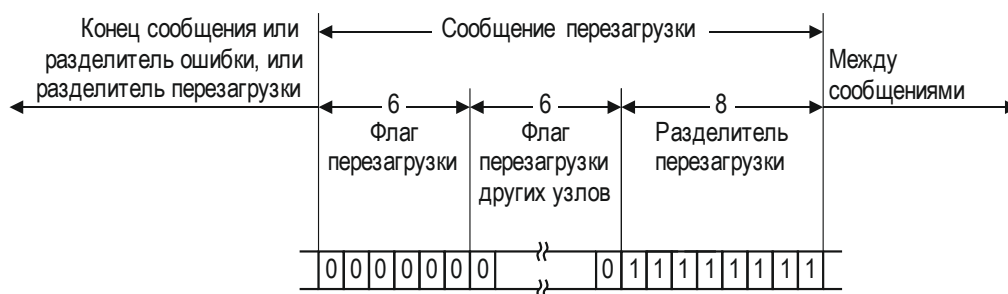 Конец сообщения или
разделитель ошибки, или
разделитель перезагрузки
Сообщение перезагрузки
Между
сообщениями
6
6
8
Флаг
перезагрузки
Флаг
перезагрузки
других узлов
Разделитель
перезагрузки
0 0 0 0 0 0 0 0 1 1 1 1 1 1 1 1